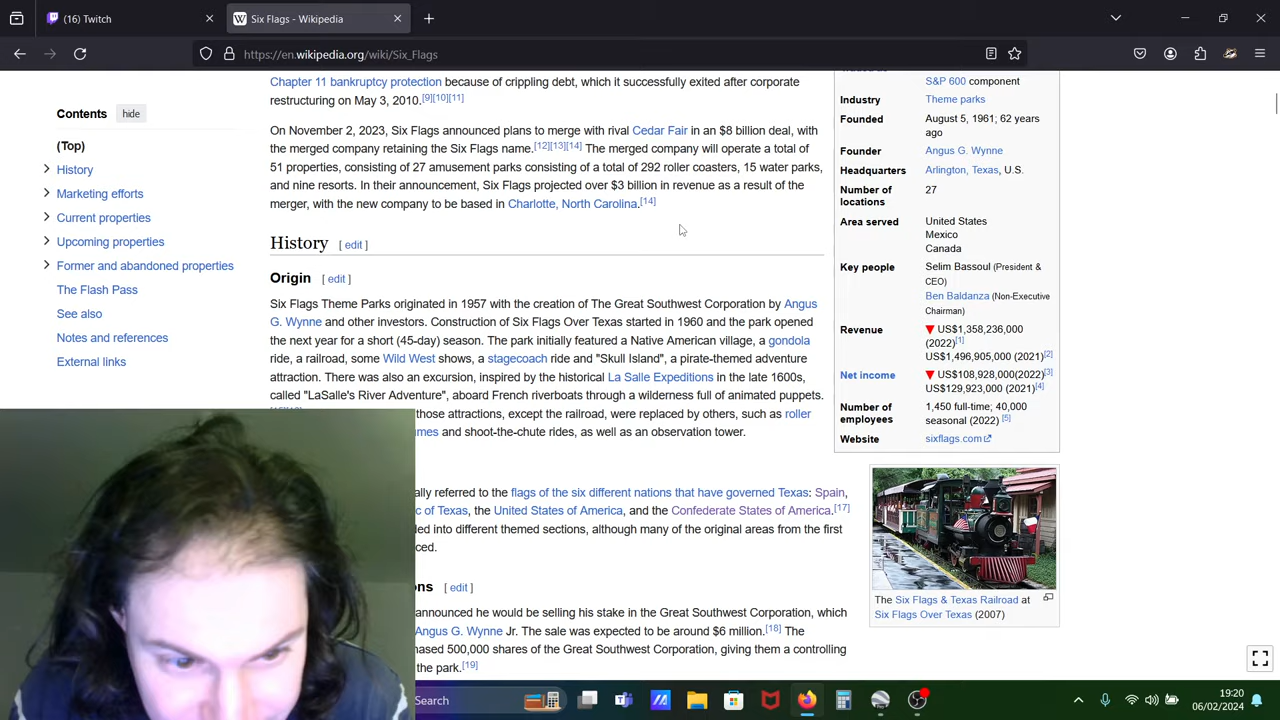 (16) Twitch
Six Flags - Wikipedia
https://en.wikipedia.org/wiki/Six_Flags
Contents
hide
(Top)
History
Marketing efforts
Current properties
Upcoming properties
Former and abandoned properties
The Flash Pass
See also
Notes and references
External links
Chapter 11 bankruptcy protection because of crippling debt, which it successfully exited after corporate
restructuring on May 3, 2010.[9][10][11]
On November 2, 2023, Six Flags announced plans to merge with rival Cedar Fair in an $8 billion deal, with
the merged company retaining the Six Flags name.[12][13][14] The merged company will operate a total of
51 properties, consisting of 27 amusement parks consisting of a total of 292 roller coasters, 15 water parks,
and nine resorts. In their announcement, Six Flags projected over $3 billion in revenue as a result of the
merger, with the new company to be based in Charlotte, North Carolina.[14]
History [ edit ]
Origin [ edit ]
Six Flags Theme Parks originated in 1957 with the creation of The Great Southwest Corporation by Angus
G. Wynne and other investors. Construction of Six Flags Over Texas started in 1960 and the park opened
the next year for a short (45-day) season. The park initially featured a Native American village, a gondola
ride, a railroad, some Wild West shows, a stagecoach ride and "Skull Island", a pirate-themed adventure
attraction. There was also an excursion, inspired by the historical La Salle Expeditions in the late 1600s,
called "LaSalle's River Adventure", aboard French riverboats through a wilderness full of animated puppets.
those attractions, except the railroad, were replaced by others, such as roller
umes and shoot-the-chute rides, as well as an observation tower.
ally referred to the flags of the six different nations that have governed Texas: Spain,
c of Texas, the United States of America, and the Confederate States of America.[17]
ded into different themed sections, although many of the original areas from the first
ced.
ons [ edit ]
announced he would be selling his stake in the Great Southwest Corporation, which
Angus G. Wynne Jr. The sale was expected to be around $6 million.[18] The
hased 500,000 shares of the Great Southwest Corporation, giving them a controlling
the park.[19]
S&P 600 component
Industry Theme parks
Founded August 5, 1961; 62 years
ago
Founder Angus G. Wynne
Headquarters Arlington, Texas, U.S.
Number of 27
locations
Area served United States
Mexico
Canada
Key people Selim Bassoul (President &
CEO)
Ben Baldanza (Non-Executive
Chairman)
Revenue ▼ US$1,358,236,000
(2022)[1]
US$1,496,905,000 (2021)[2]
Net income ▼ US$108,928,000(2022)[3]
US$129,923,000 (2021)[4]
Number of 1,450 full-time; 40,000
employees seasonal (2022) [5]
Website sixflags.com
The Six Flags & Texas Railroad at
Six Flags Over Texas (2007)
Search
19:20
06/02/2024